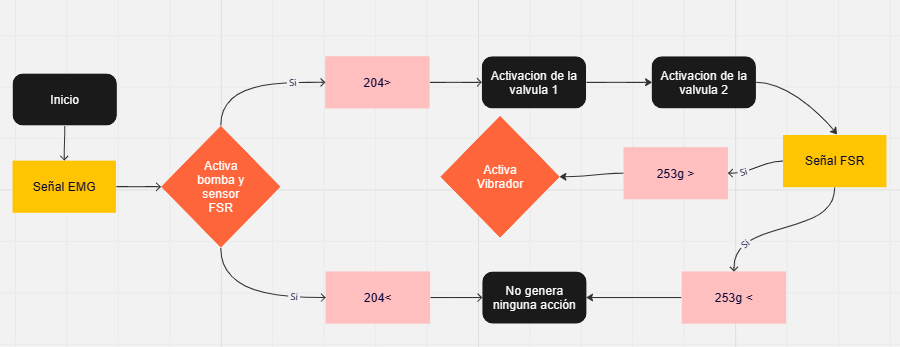 Inicio
Señal EMG
Activa
bomba y
sensor
FSR
Si
204>
Activacion de la
valvula 1
Activacion de la
valvula 2
Señal FSR
Si
253g >
Activa
Vibrador
Si
253g <
Si
204<
No genera
ninguna acción